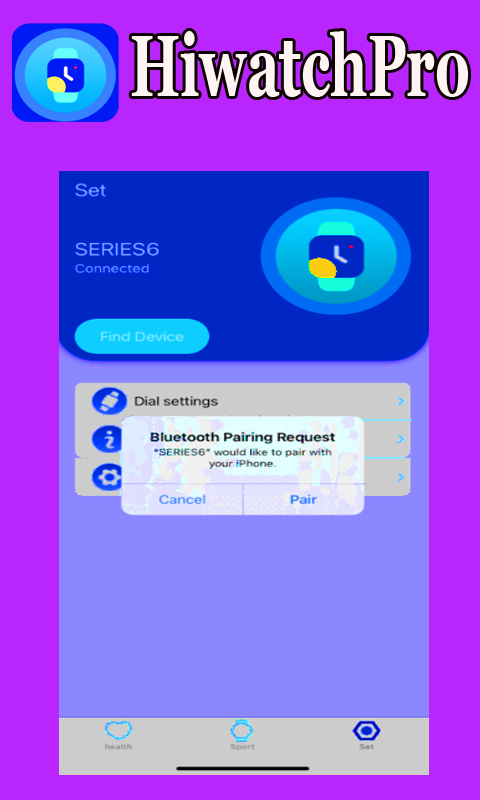 HiwatchPro
Set
SERIES6
Connected
Find Device
Dial settings
Bluetooth Pairing Request
"SERIES6" would like to pair with
your iPhone.
Cancel
Pair
health
Sport
Set